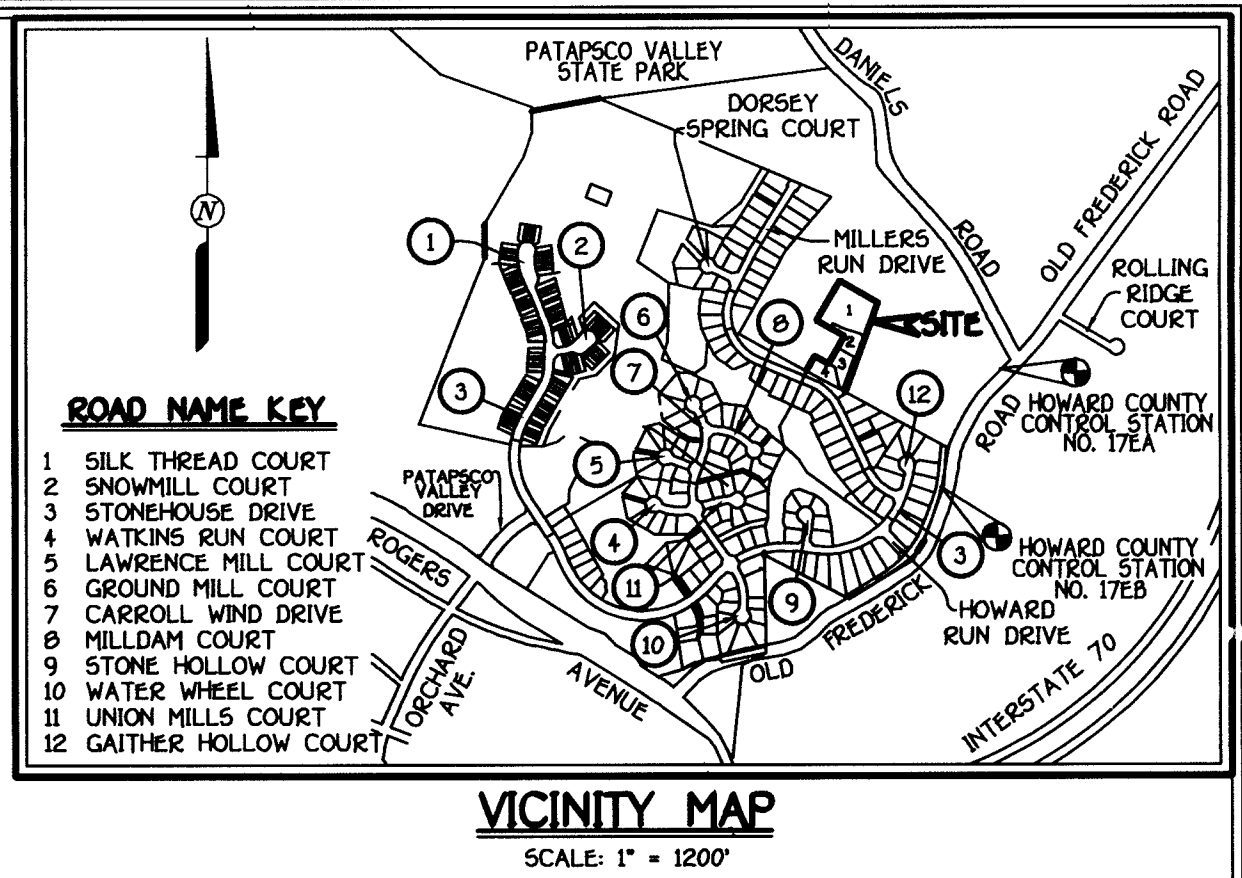 PATAPSCO VALLEY
STATE PARK
DANIELS
ROAD
OLD FREDERICK ROAD
DORSEY
SPRING COURT
N
MILLERS
RUN DRIVE
ROLLING
RIDGE
COURT
1
2
6
8
7
3
12
5
4
11
9
10
3
1
2
3
4
SITE
ROAD
HOWARD COUNTY
CONTROL STATION
NO. 17EA
HOWARD COUNTY
CONTROL STATION
NO. 17EB
HOWARD
RUN DRIVE
PATAPSCO
VALLEY
DRIVE
ROGERS
AVENUE
ORCHARD
AVE.
OLD
FREDERICK
INTERSTATE 70
ROAD NAME KEY
1 SILK THREAD COURT
2 SNOWMILL COURT
3 STONEHOUSE DRIVE
4 WATKINS RUN COURT
5 LAWRENCE MILL COURT
6 GROUND MILL COURT
7 CARROLL WIND DRIVE
8 MILLDAM COURT
9 STONE HOLLOW COURT
10 WATER WHEEL COURT
11 UNION MILLS COURT
12 GAITHER HOLLOW COURT
VICINITY MAP
SCALE: 1" = 1200'